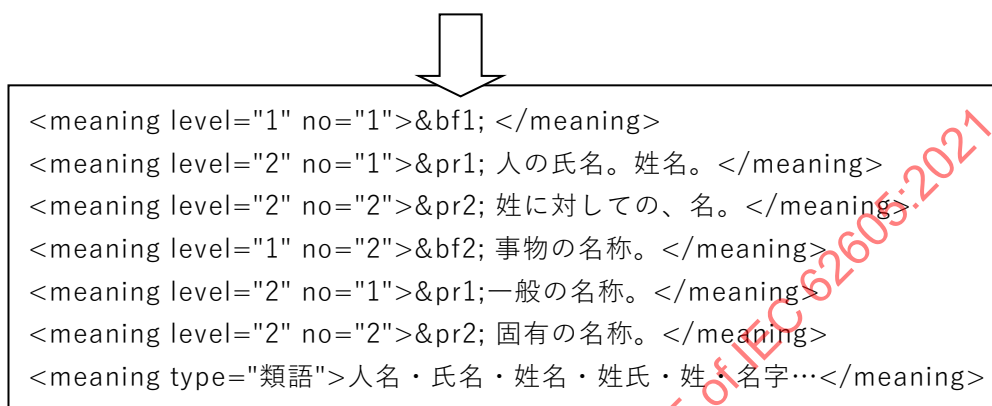 <meaning level="1" no="1">&bf1; </meaning>
<meaning level="2" no="1">&pr1; 人の氏名。姓名。</meaning>
<meaning level="2" no="2">&pr2; 姓に対しての、名。</meaning>
<meaning level="1" no="2">&bf2; 事物の名称。</meaning>
<meaning level="2" no="1">&pr1;一般の名称。</meaning>
<meaning level="2" no="2">&pr2; 固有の名称。</meaning>
<meaning type="類語">人名・氏名・姓名・姓氏・姓・名字…</meaning>
of IEC 62605:2021